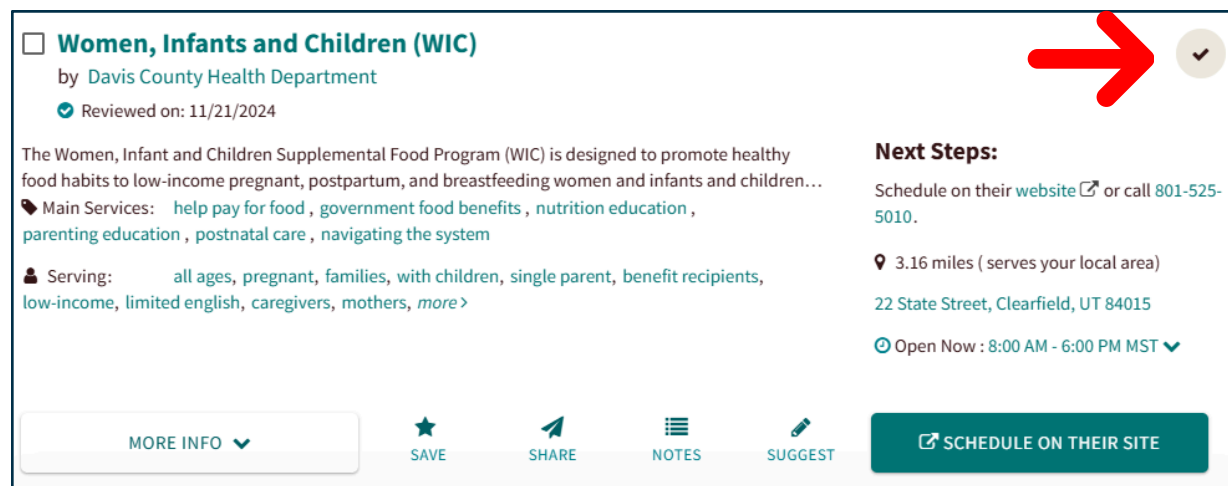 Women, Infants and Children (WIC)
by Davis County Health Department
Reviewed on: 11/21/2024
The Women, Infant and Children Supplemental Food Program (WIC) is designed to promote healthy
food habits to low-income pregnant, postpartum, and breastfeeding women and infants and children...
Main Services: help pay for food , government food benefits , nutrition education ,
parenting education , postnatal care , navigating the system
Serving: all ages, pregnant, families, with children, single parent, benefit recipients,
low-income, limited english, caregivers, mothers, more >
Next Steps:
Schedule on their website or call 801-525-
5010.
3.16 miles ( serves your local area)
22 State Street, Clearfield, UT 84015
Open Now : 8:00 AM - 6:00 PM MST
MORE INFO
SAVE
SHARE
NOTES
SUGGEST
SCHEDULE ON THEIR SITE